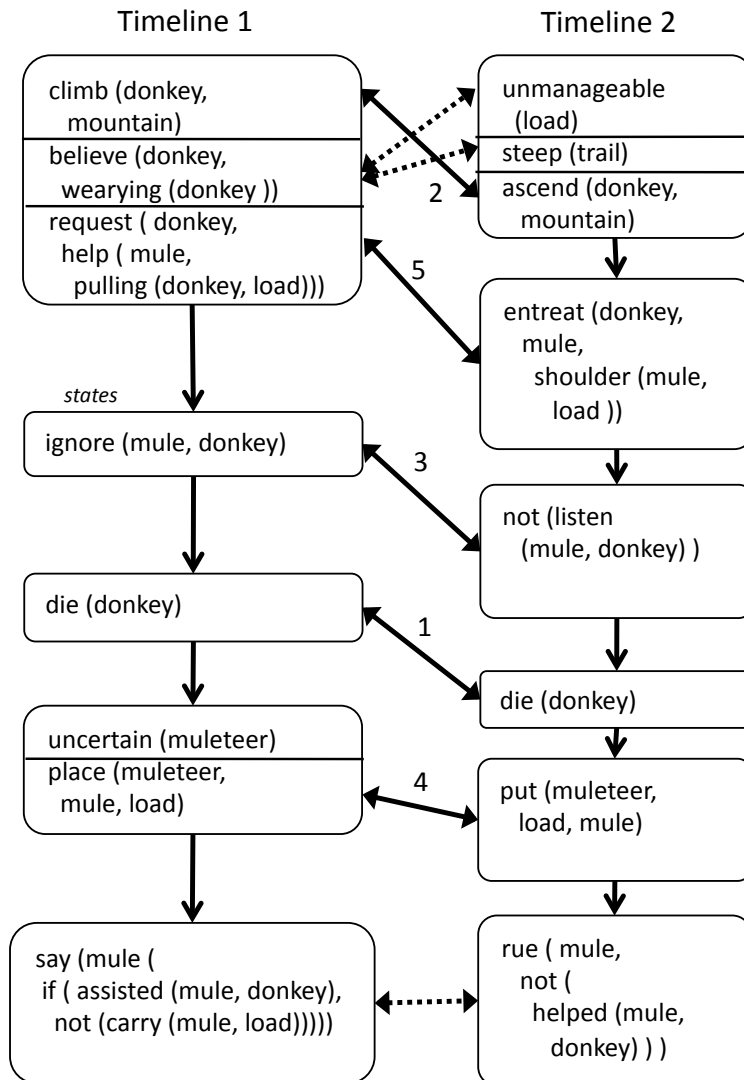 Timeline 1
Timeline 2
climb (donkey,
mountain)
believe (donkey,
wearying (donkey ))
request ( donkey,
help ( mule,
pulling (donkey, load)))
unmanageable
(load)
steep (trail)
ascend (donkey,
mountain)
2
5
entreat (donkey,
mule,
shoulder (mule,
load ))
states
ignore (mule, donkey)
3
not (listen
(mule, donkey) )
die (donkey)
1
die (donkey)
uncertain (muleteer)
place (muleteer,
mule, load)
4
put (muleteer,
load, mule)
say (mule (
if ( assisted (mule, donkey),
not (carry (mule, load)))))
rue ( mule,
not (
helped (mule,
donkey) ) )